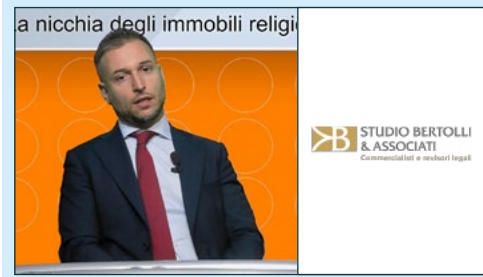 a nicchia degli immobili religi
STUDIO BERTOLLI
& ASSOCIATI
Commercialisti e revisori legali